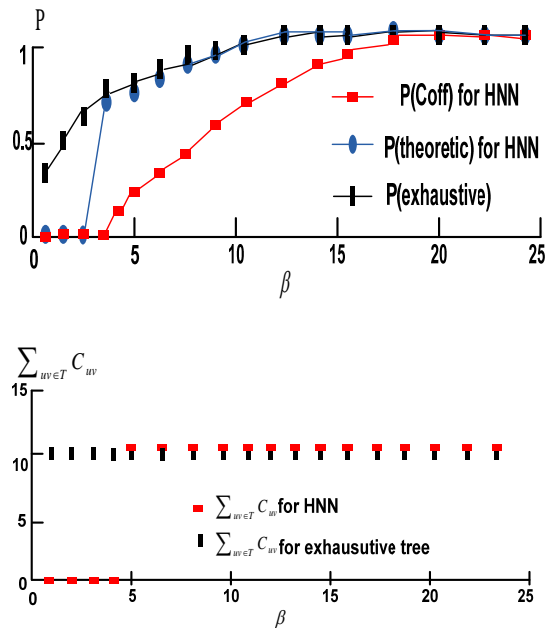 P
1
0.5
0
P(Coff) for HNN
P(theoretic) for HNN
P(exhaustive)
0 5 10 15 20 25
β
∑uv∈T Cuv
15
10
5
0
∑uv∈T Cuv for HNN
∑uv∈T Cuv for exhausutive tree
0 5 10 15 20 25
β